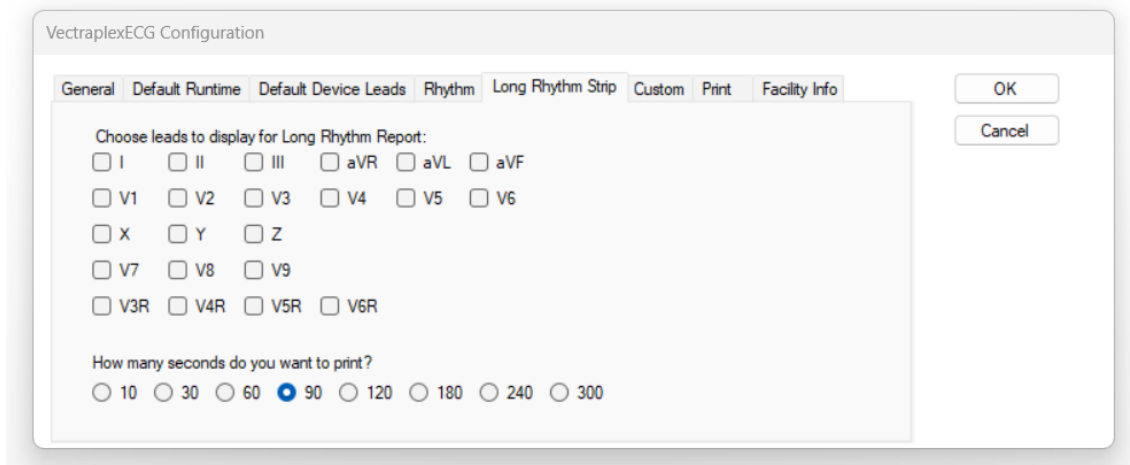 VectraplexECG Configuration
General Default Runtime Default Device Leads Rhythm Long Rhythm Strip Custom Print Facility Info
OK
Cancel
Choose leads to display for Long Rhythm Report:
I II III aVR aVL aVF
V1 V2 V3 V4 V5 V6
X Y Z
V7 V8 V9
V3R V4R V5R V6R
How many seconds do you want to print?
10 30 60 90 120 180 240 300